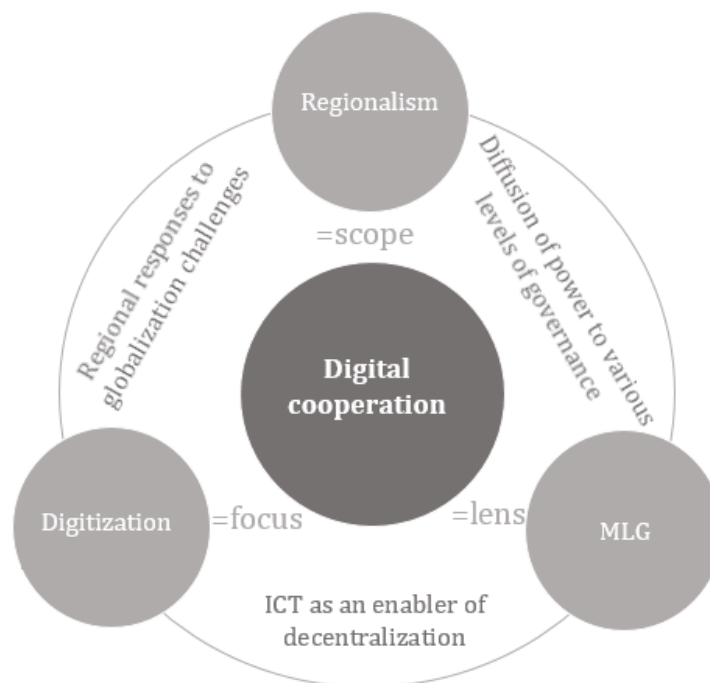 Regionalism
=scope
Regional responses to
globalization challenges
Diffusion of power to various
levels of governance
Digital
cooperation
Digitization
=focus
=lens
MLG
ICT as an enabler of
decentralization